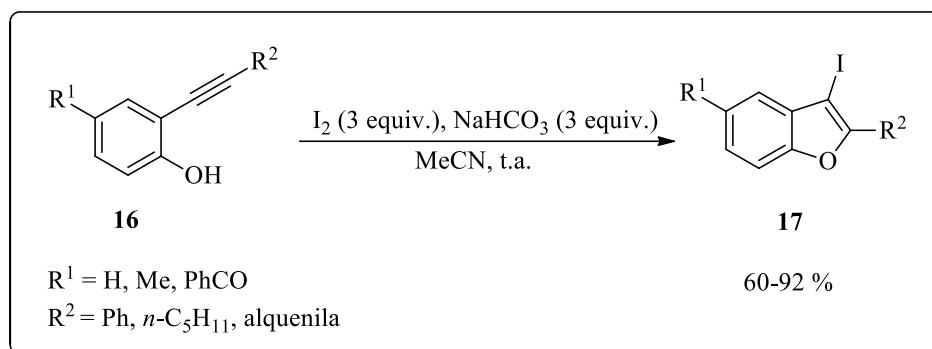 R² R¹ OH
I₂ (3 equiv.), NaHCO₃ (3 equiv.)
MeCN, t.a.
I R¹ R² O
16
17
R¹ = H, Me, PhCO
60-92 %
R² = Ph, n-C₅H₁₁, alquenila